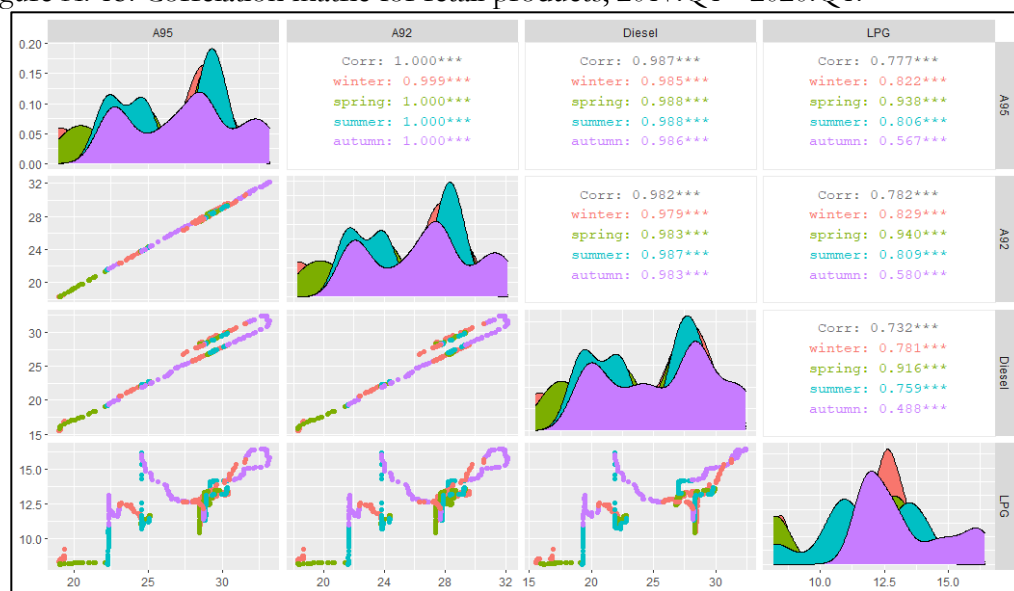 A95 A92 Diesel LPG
0.20
0.15
0.10
0.05
0.00
Corr: 1.000***
winter: 0.999***
spring: 1.000***
summer: 1.000***
autumn: 1.000***
Corr: 0.987***
winter: 0.985***
spring: 0.988***
summer: 0.988***
autumn: 0.986***
Corr: 0.777***
winter: 0.822***
spring: 0.938***
summer: 0.806***
autumn: 0.567***
A95
32
28
24
20
Corr: 0.982***
winter: 0.979***
spring: 0.983***
summer: 0.987***
autumn: 0.983***
Corr: 0.782***
winter: 0.829***
spring: 0.940***
summer: 0.809***
autumn: 0.580***
A92
30
25
20
15
Corr: 0.732***
winter: 0.781***
spring: 0.916***
summer: 0.759***
autumn: 0.488***
Diesel
15.0
12.5
10.0
LPG
20 25 30
20 24 28 32
15 20 25 30
10.0 12.5 15.0